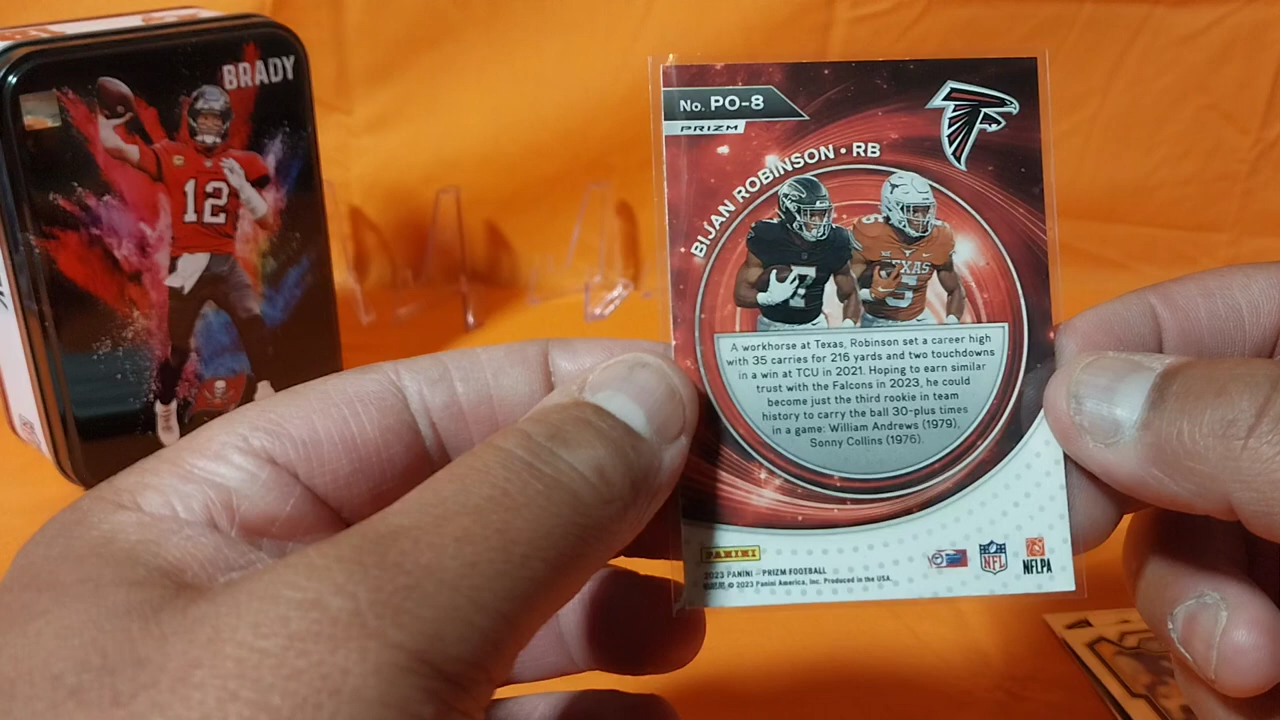 BRADY
12
No. PO-8
PRIZM
BIJAN ROBINSON • RB
7
6
TEXAS
5
A workhorse at Texas, Robinson set a career high
with 35 carries for 216 yards and two touchdowns
in a win at TCU in 2021. Hoping to earn similar
trust with the Falcons in 2023, he could
become just the third rookie in team
history to carry the ball 30-plus times
in a game: William Andrews (1979),
Sonny Collins (1976).
PANINI
2023 PANINI – PRIZM FOOTBALL
© 2023 Panini America, Inc. Produced in the USA.
NFL
NFLPA